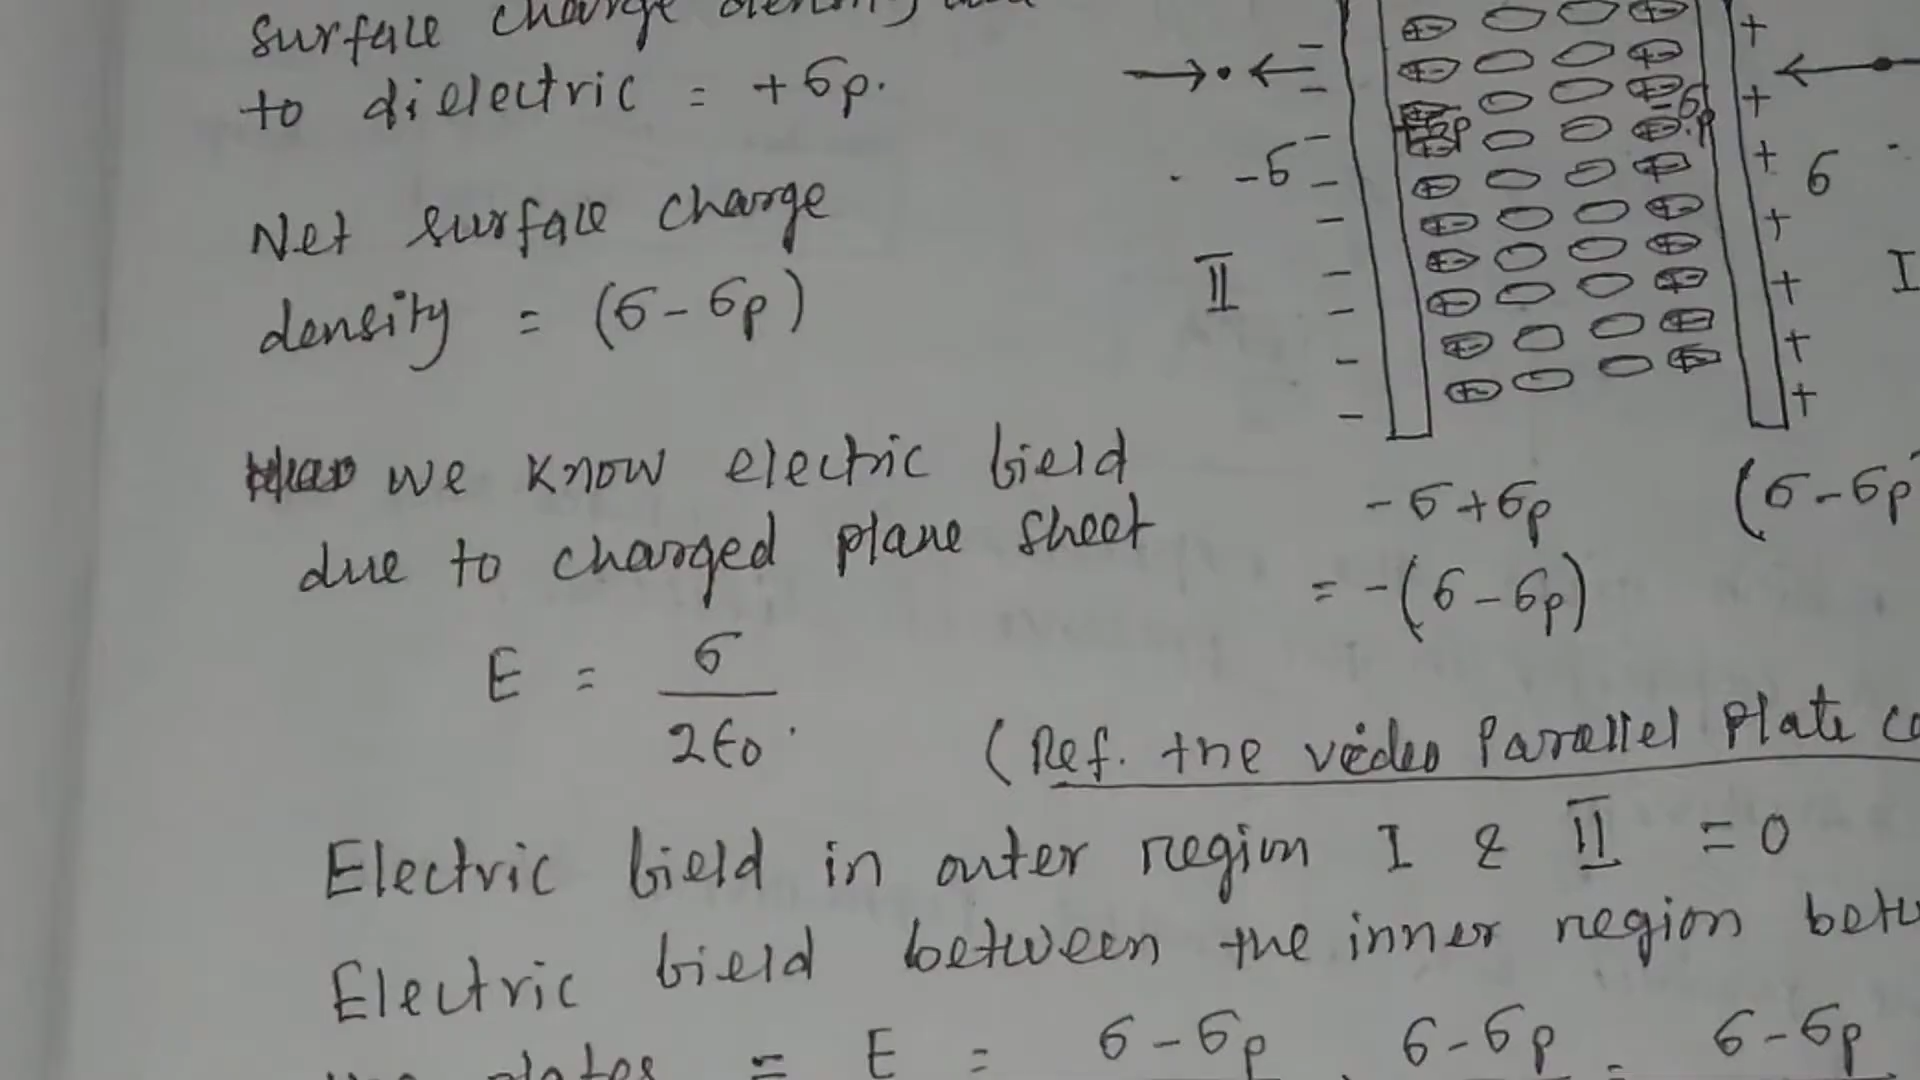 surface charge density due
to dielectric = +σp.
Net surface charge
density = (σ-σp)
we know electric field
due to charged plane sheet
E = σ / 2ϵ0.
-σ
+σp
-σp
σ
II
I
-σ+σp
= -(σ-σp)
(σ-σp
(Ref. the video Parallel Plate
Electric field in outer region I & II = 0
Electric field between the inner region
plates = E = σ-σp σ-σp = σ-σp